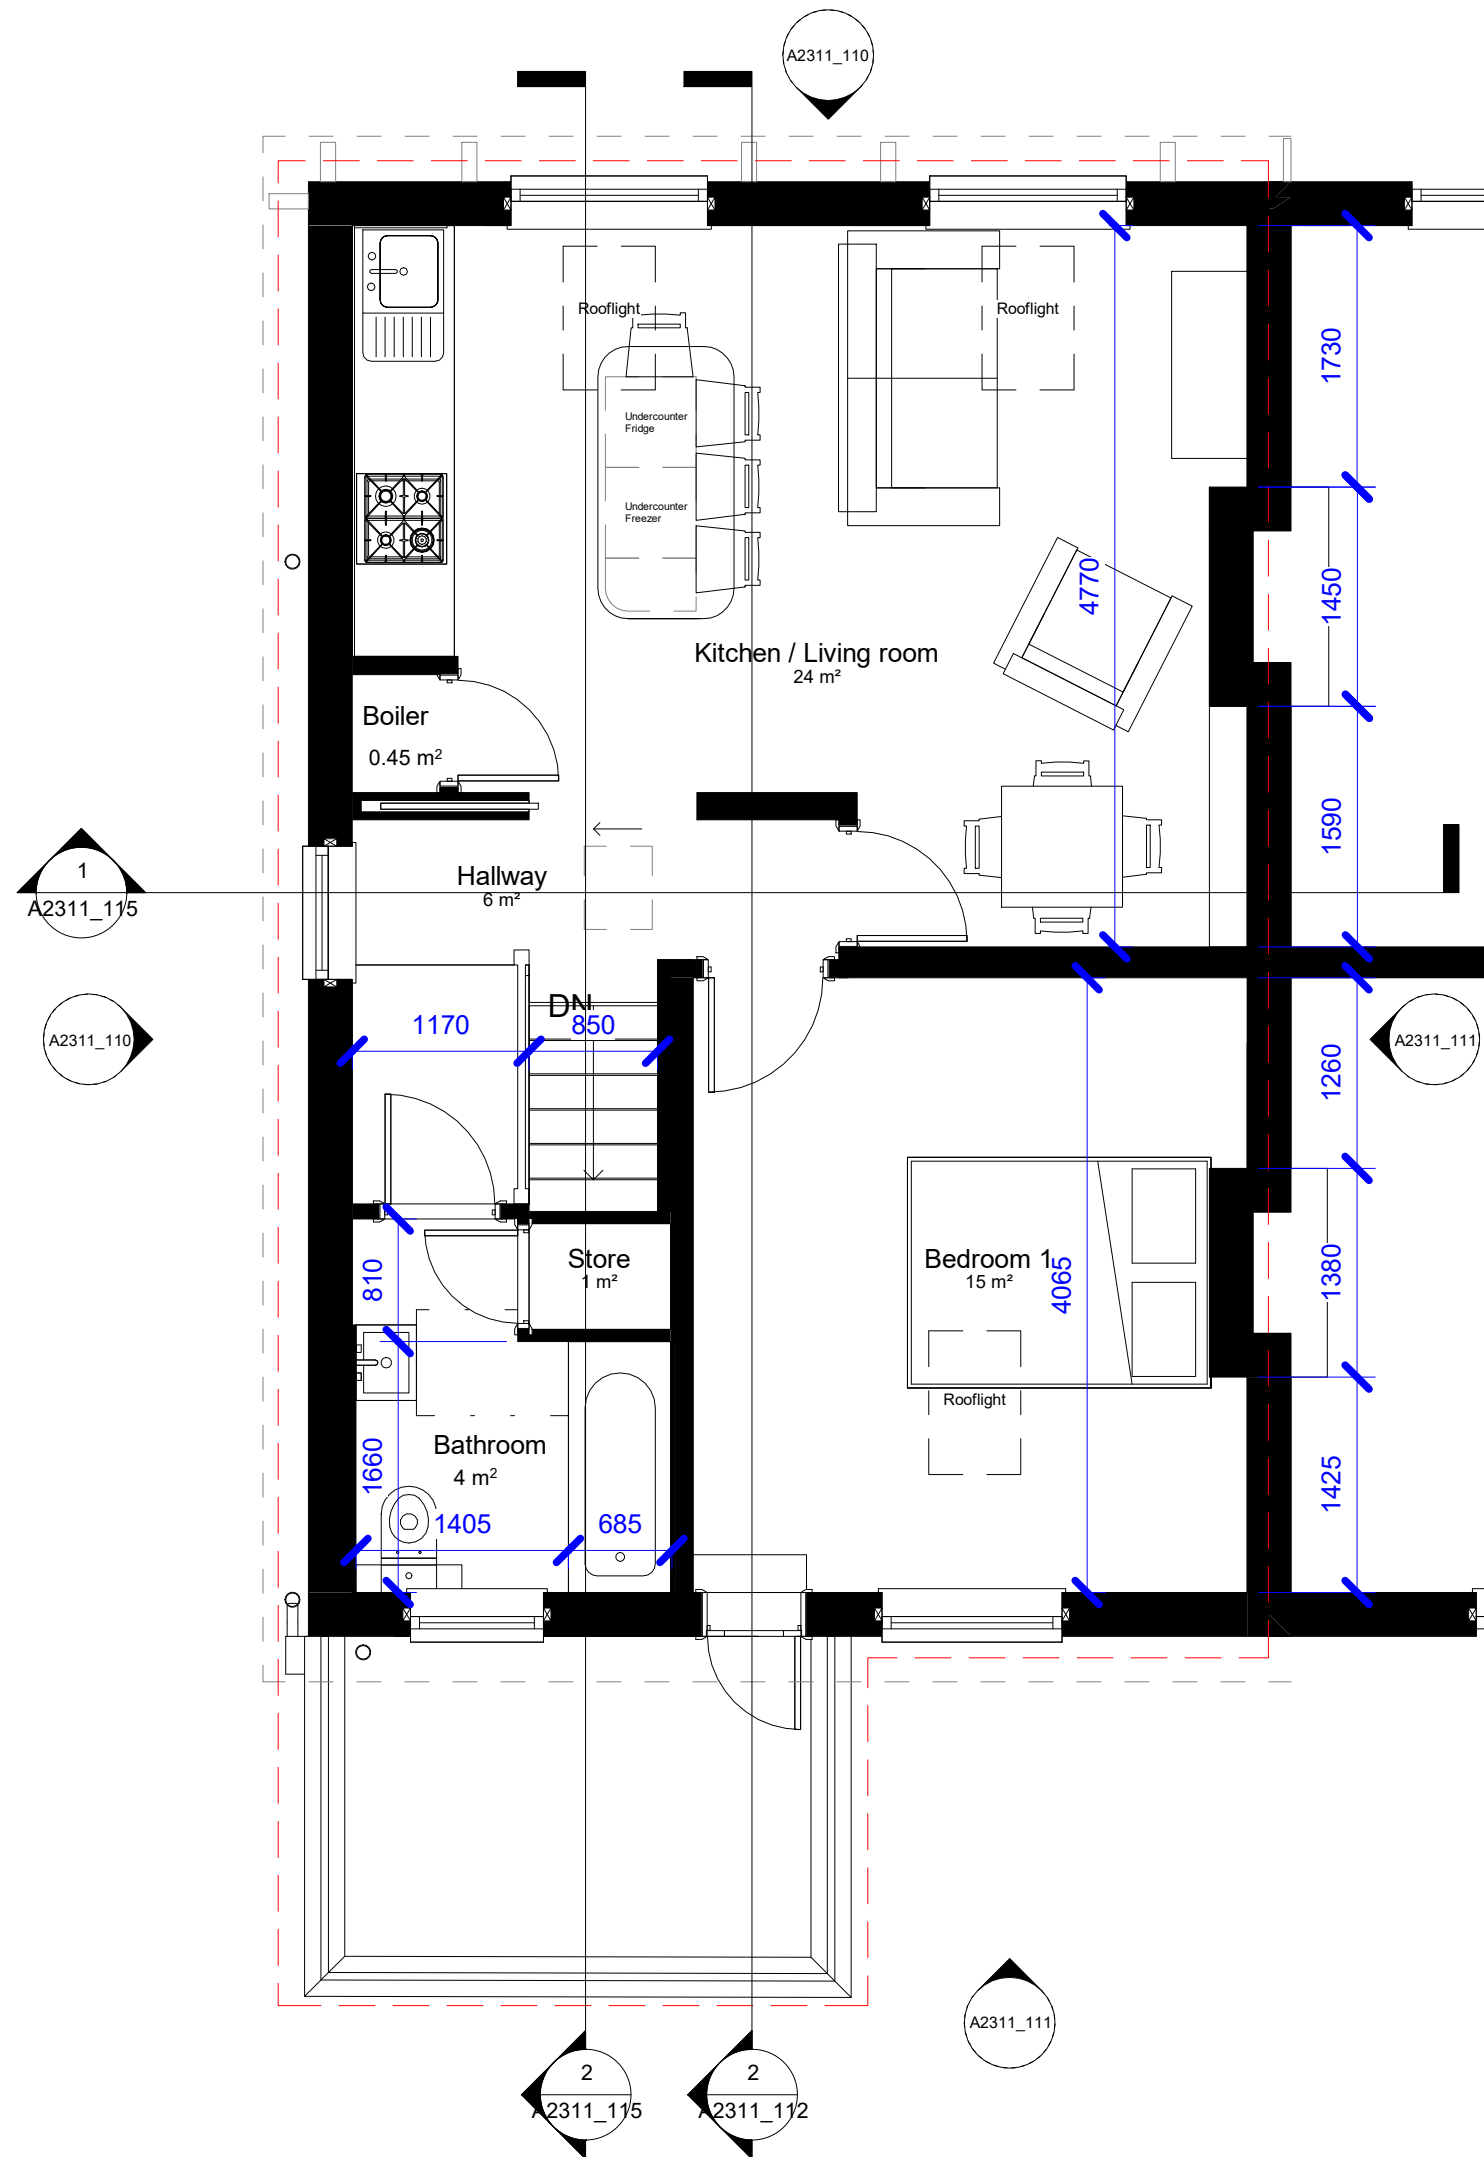 A2311_110
Rooflight
Rooflight
1730
Undercounter
Fridge
Undercounter
Freezer
4770
1450
Kitchen / Living room
24 m²
Boiler
0.45 m²
1590
1
A2311_115
Hallway
6 m²
DN
1170
850
A2311_110
A2311_111
1260
810
Store
1 m²
Bedroom 1
15 m²
4065
1380
Rooflight
Bathroom
4 m²
1660
1405
685
1425
A2311_111
2
A2311_115
2
A2311_112